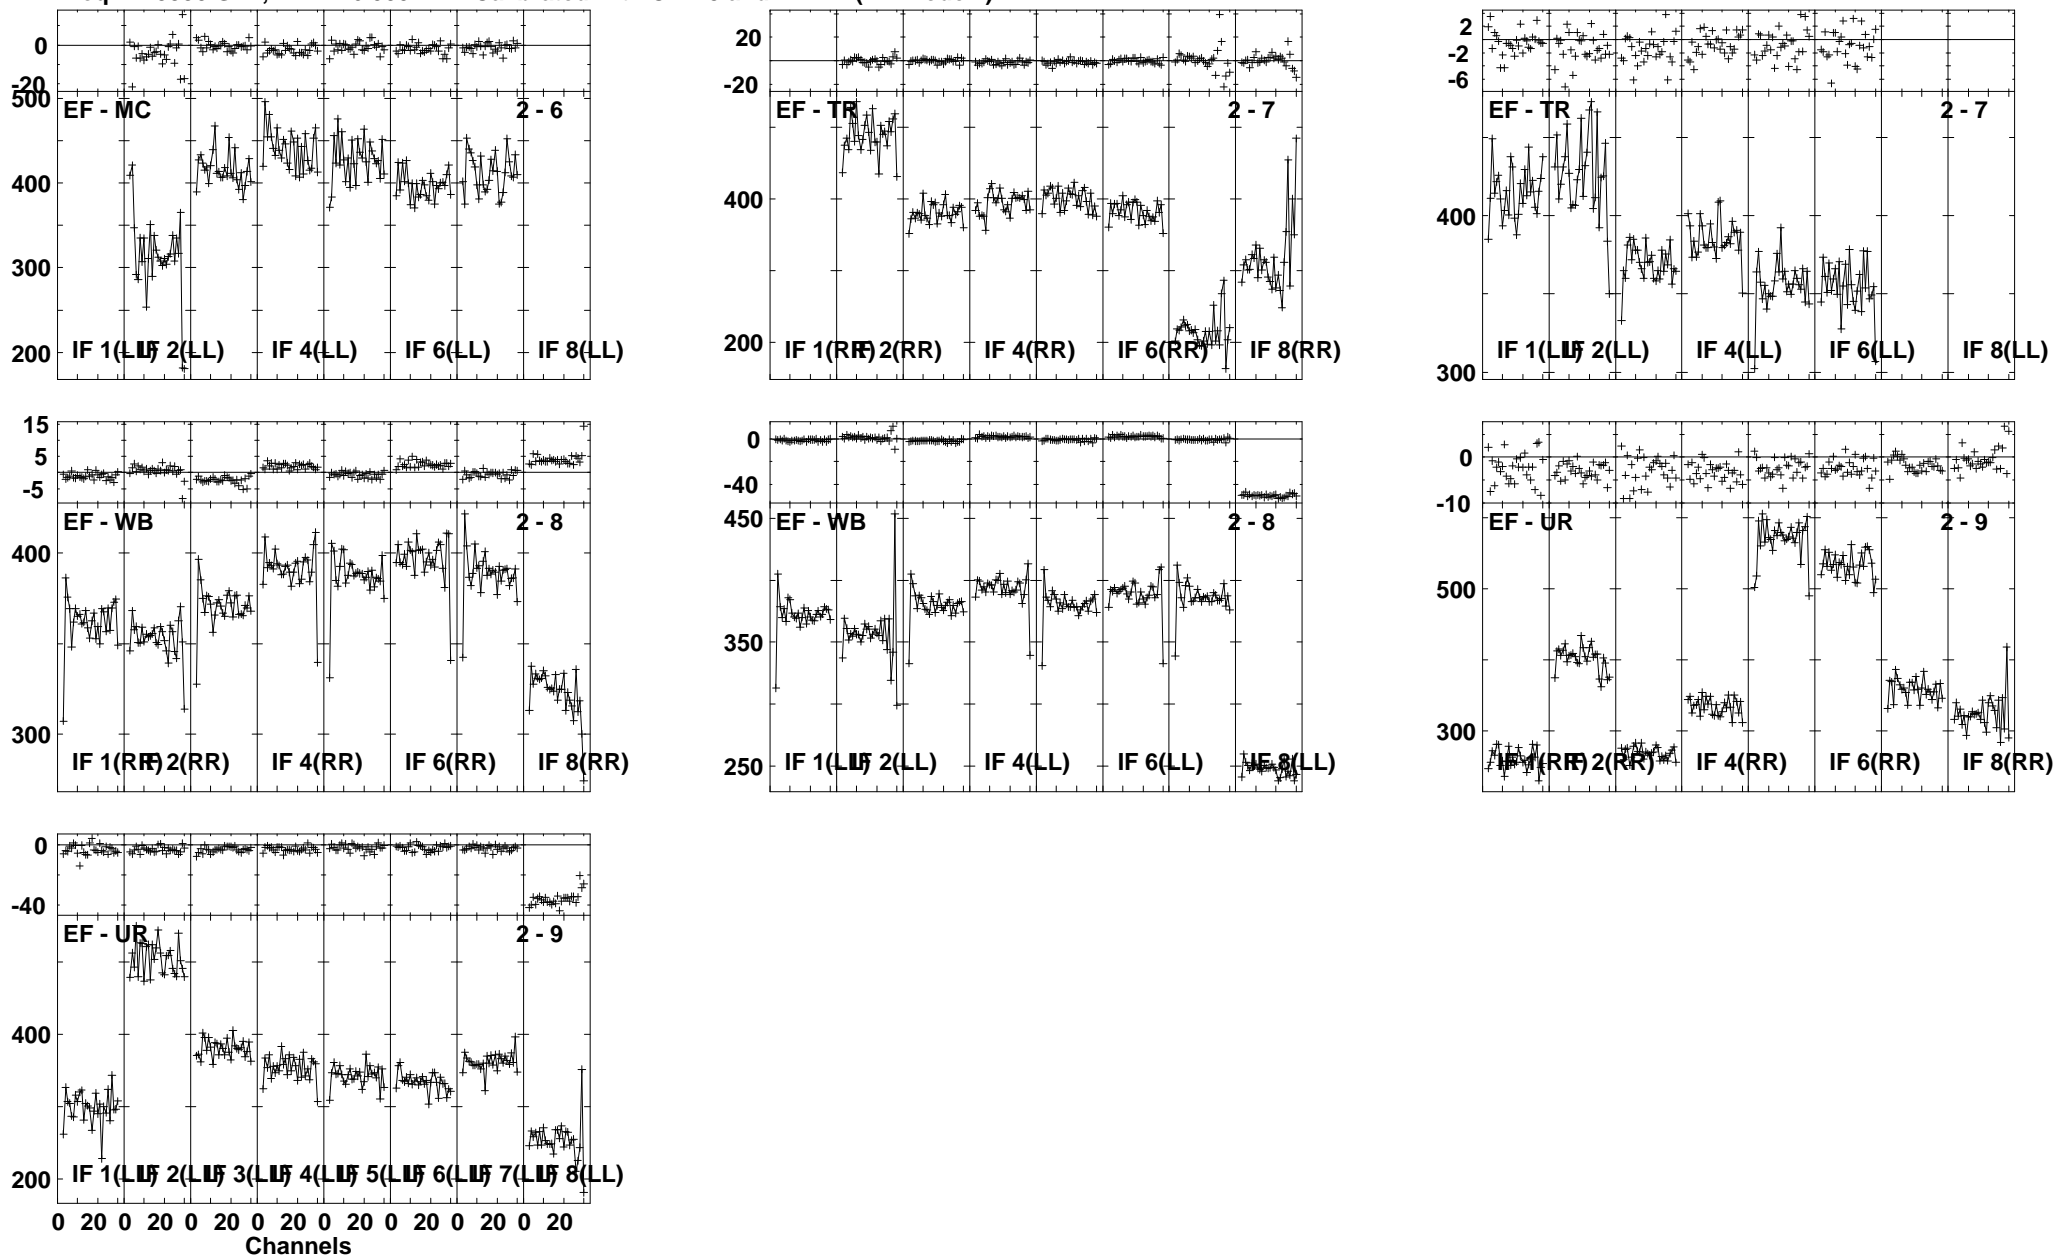 0
20
2
-20
-20
-2
-6
500
EF - MC
2 - 6
EF - TR
2 - 7
EF - TR
2 - 7
400
300
200
400
200
400
300
IF 1(LL)
IF 2(LL)
IF 4(LL)
IF 6(LL)
IF 8(LL)
IF 1(RR)
IF 2(RR)
IF 4(RR)
IF 6(RR)
IF 8(RR)
IF 1(LL)
IF 2(LL)
IF 4(LL)
IF 6(LL)
IF 8(LL)
15
5
-5
0
-40
0
-10
EF - WB
2 - 8
EF - WB
2 - 8
EF - UR
2 - 9
400
300
450
350
250
500
300
IF 1(RR)
IF 2(RR)
IF 4(RR)
IF 6(RR)
IF 8(RR)
IF 1(LL)
IF 2(LL)
IF 4(LL)
IF 6(LL)
IF 8(LL)
IF 1(RR)
IF 2(RR)
IF 4(RR)
IF 6(RR)
IF 8(RR)
0
-40
EF - UR
2 - 9
400
200
IF 1(LL)
IF 2(LL)
IF 3(LL)
IF 4(LL)
IF 5(LL)
IF 6(LL)
IF 7(LL)
IF 8(LL)
0 20 0 20 0 20 0 20 0 20 0 20 0 20 0 20
Channels